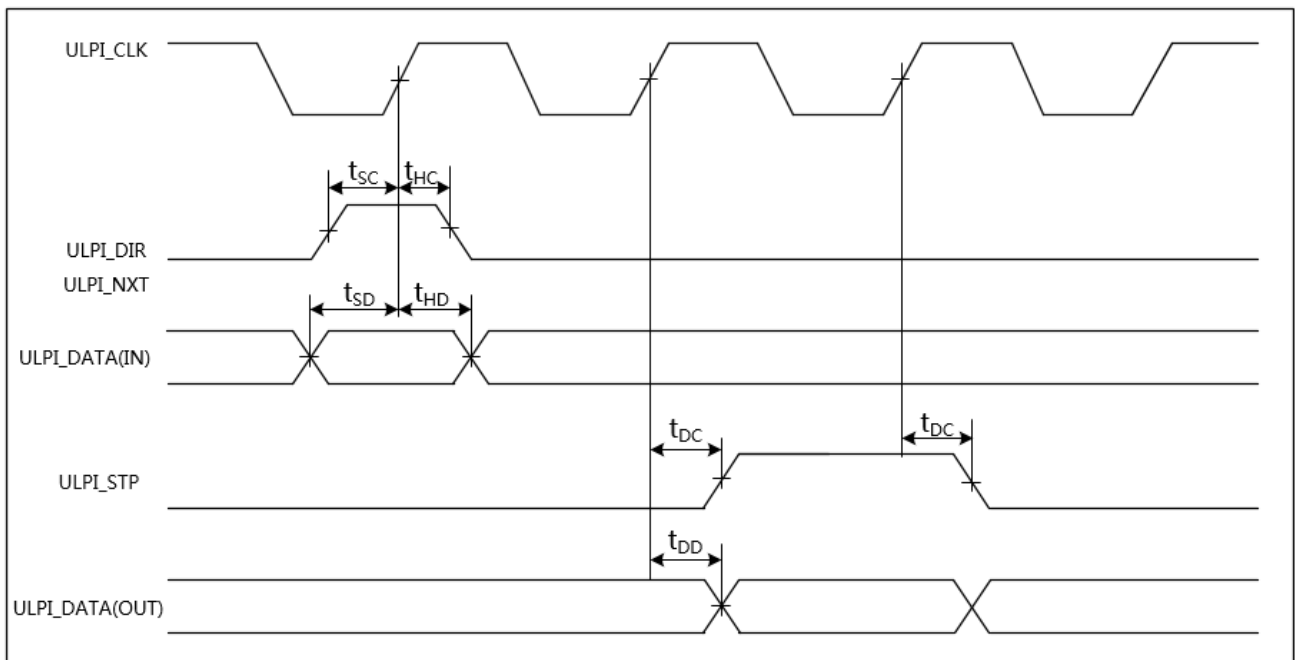 ULPI_CLK
tSC tHC
ULPI_DIR
ULPI_NXT
tSD tHD
ULPI_DATA(IN)
tDC tDC
ULPI_STP
tDD
ULPI_DATA(OUT)